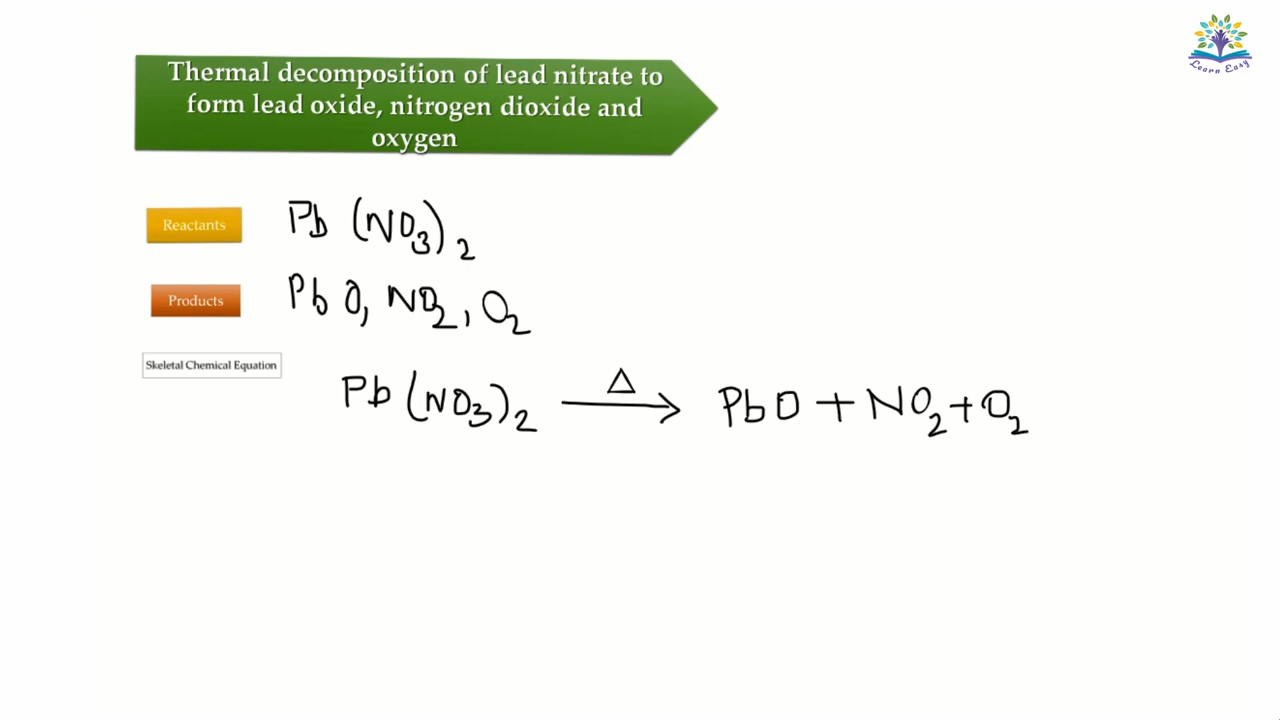 Learn Easy
Thermal decomposition of lead nitrate to
form lead oxide, nitrogen dioxide and
oxygen
Reactants Pb (NO₃)₂
Products PbO, NO₂, O₂
Skeletal Chemical Equation
Pb (NO₃)₂ —Δ→ PbO + NO₂ + O₂